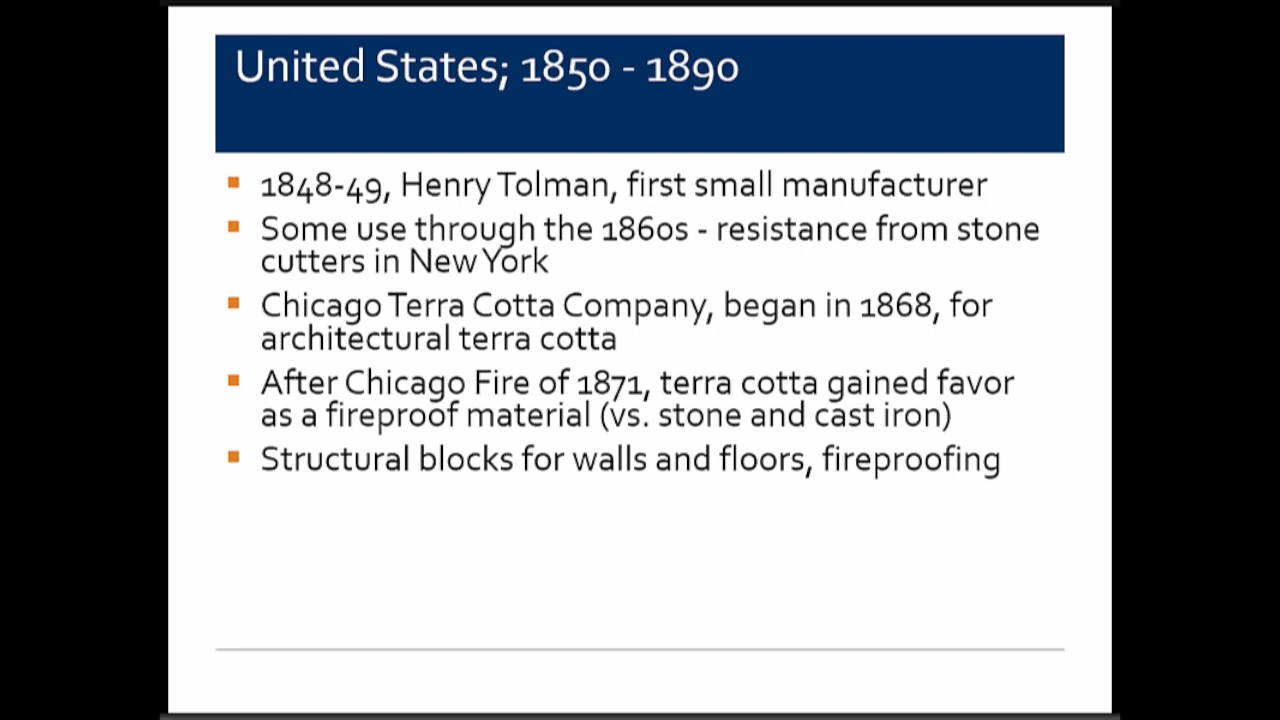 United States; 1850 - 1890
1848-49, Henry Tolman, first small manufacturer
Some use through the 1860s - resistance from stone
cutters in New York
Chicago Terra Cotta Company, began in 1868, for
architectural terra cotta
After Chicago Fire of 1871, terra cotta gained favor
as a fireproof material (vs. stone and cast iron)
Structural blocks for walls and floors, fireproofing